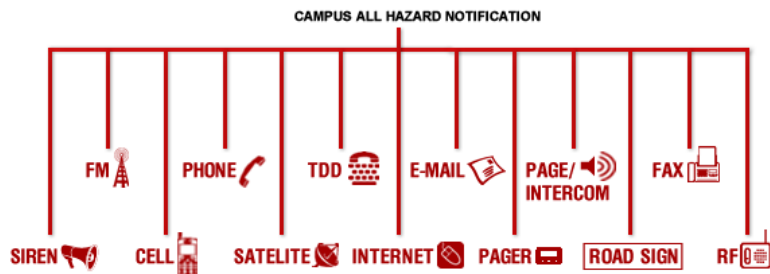 CAMPUS ALL HAZARD NOTIFICATION
FM
PHONE
TDD
E-MAIL
PAGE/
INTERCOM
FAX
SIREN
CELL
SATELITE
INTERNET
PAGER
ROAD SIGN
RF